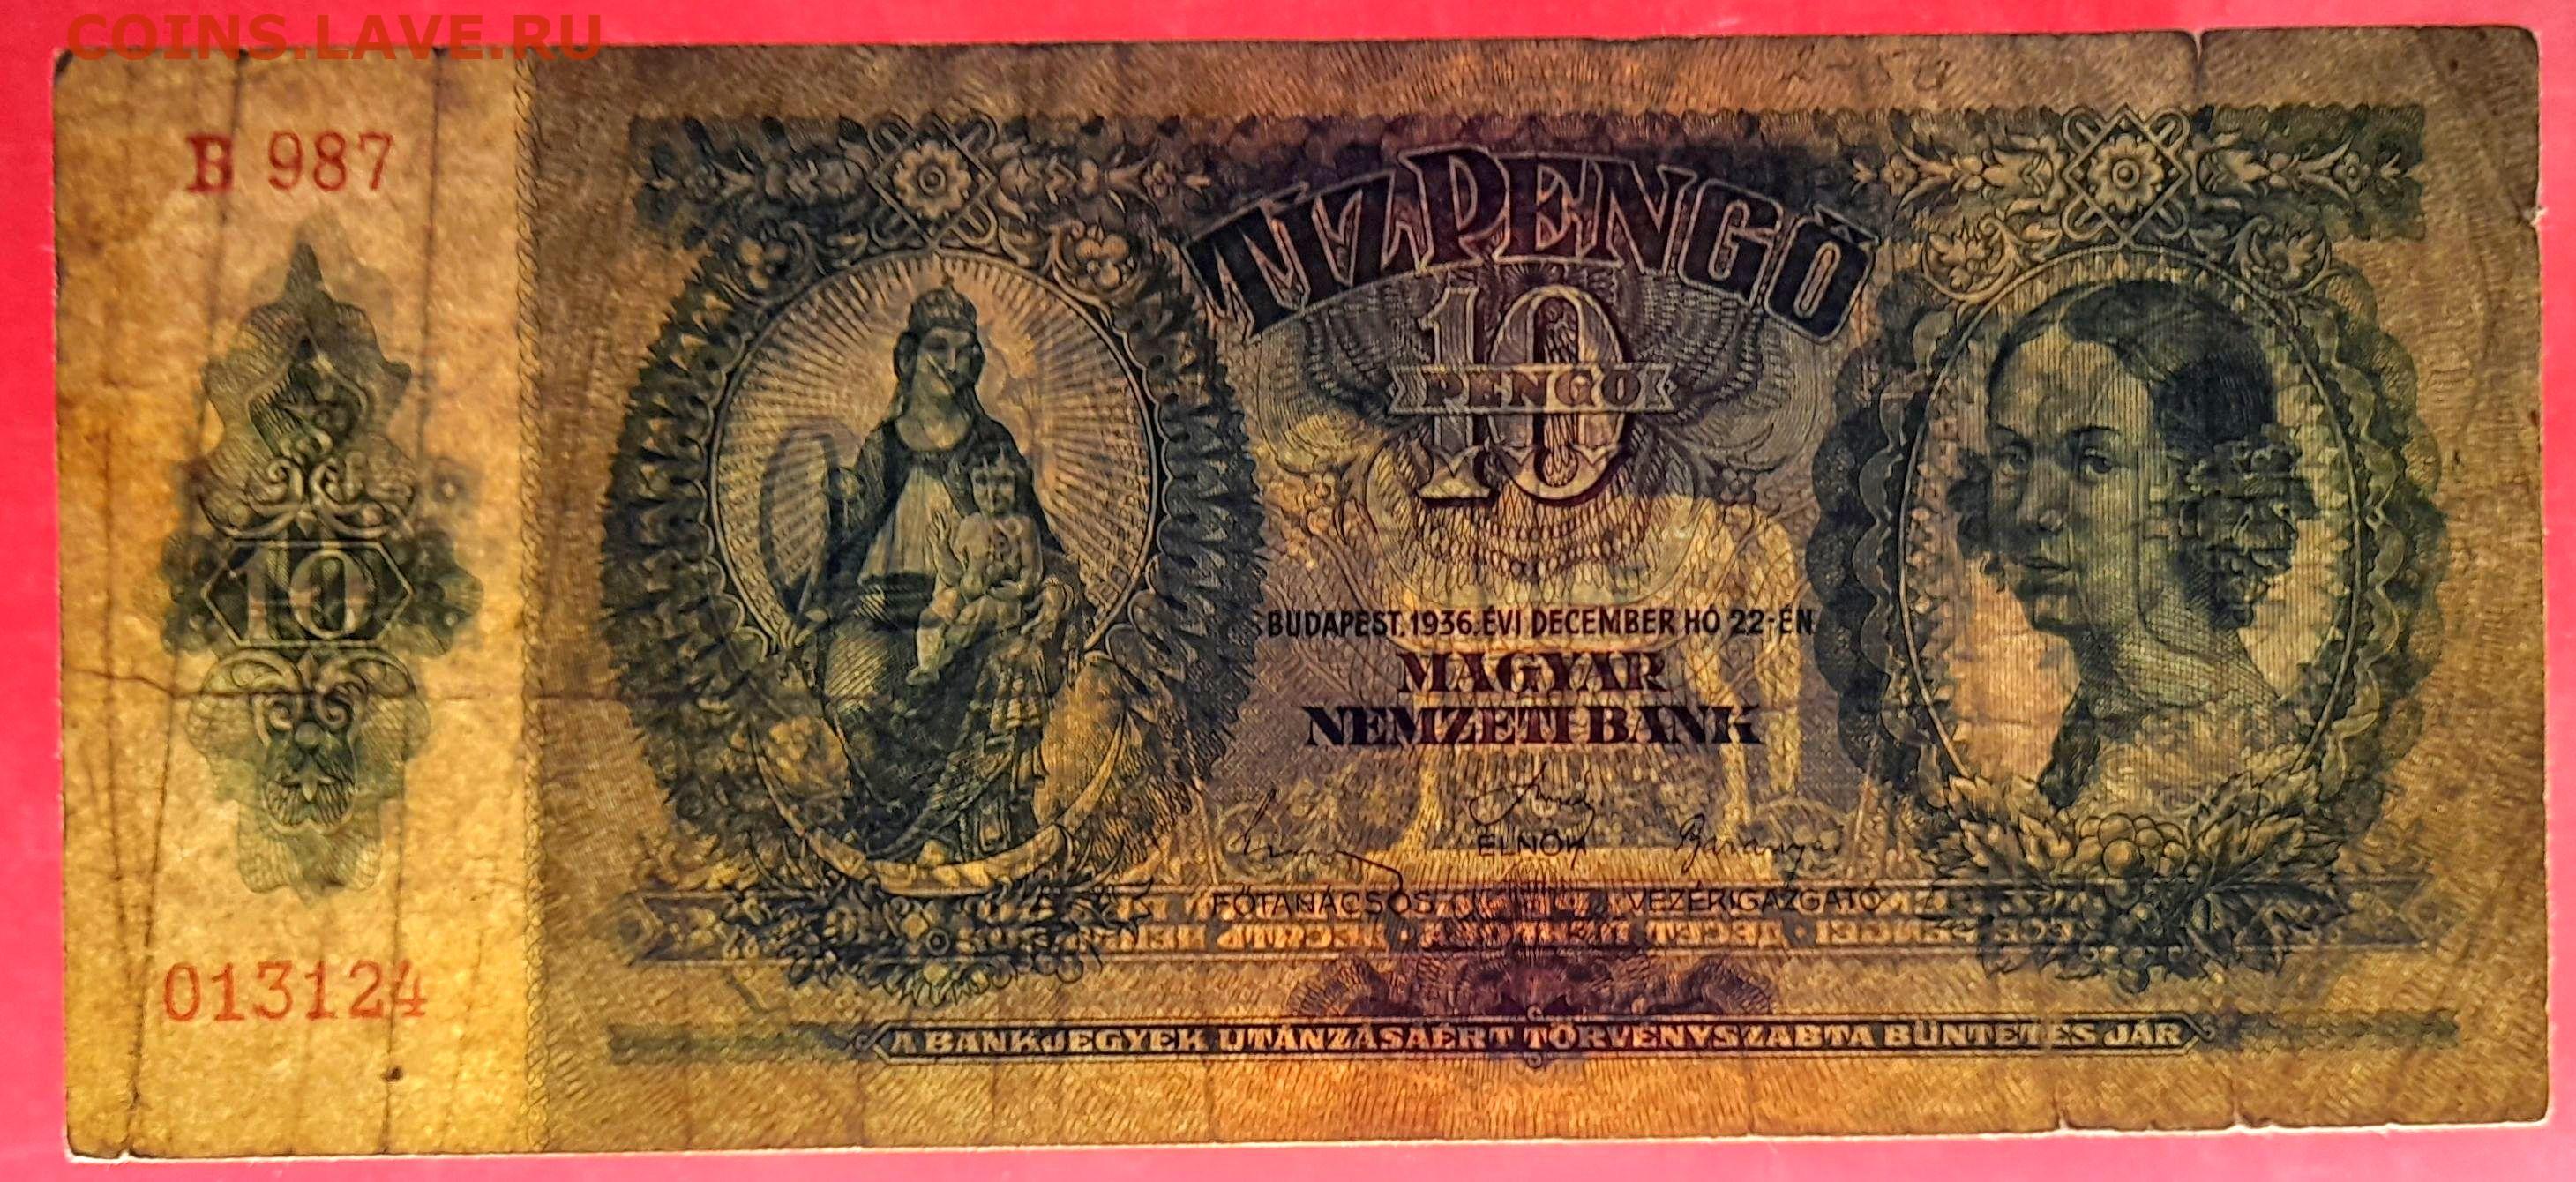 COINS.LAVE.RU
B 987
TIZ PENGŐ
10
PENGŐ
10
BUDAPEST, 1936. ÉVI DECEMBER HÓ 22-ÉN
MAGYAR
NEMZETI BANK
ELNÖK
FŐTANÁCSOS VEZÉRIGAZGATÓ
013124
A BANKJEGYEK UTÁNZÁSÁÉRT TÖRVÉNYSZABTA BÜNTETÉS JÁR